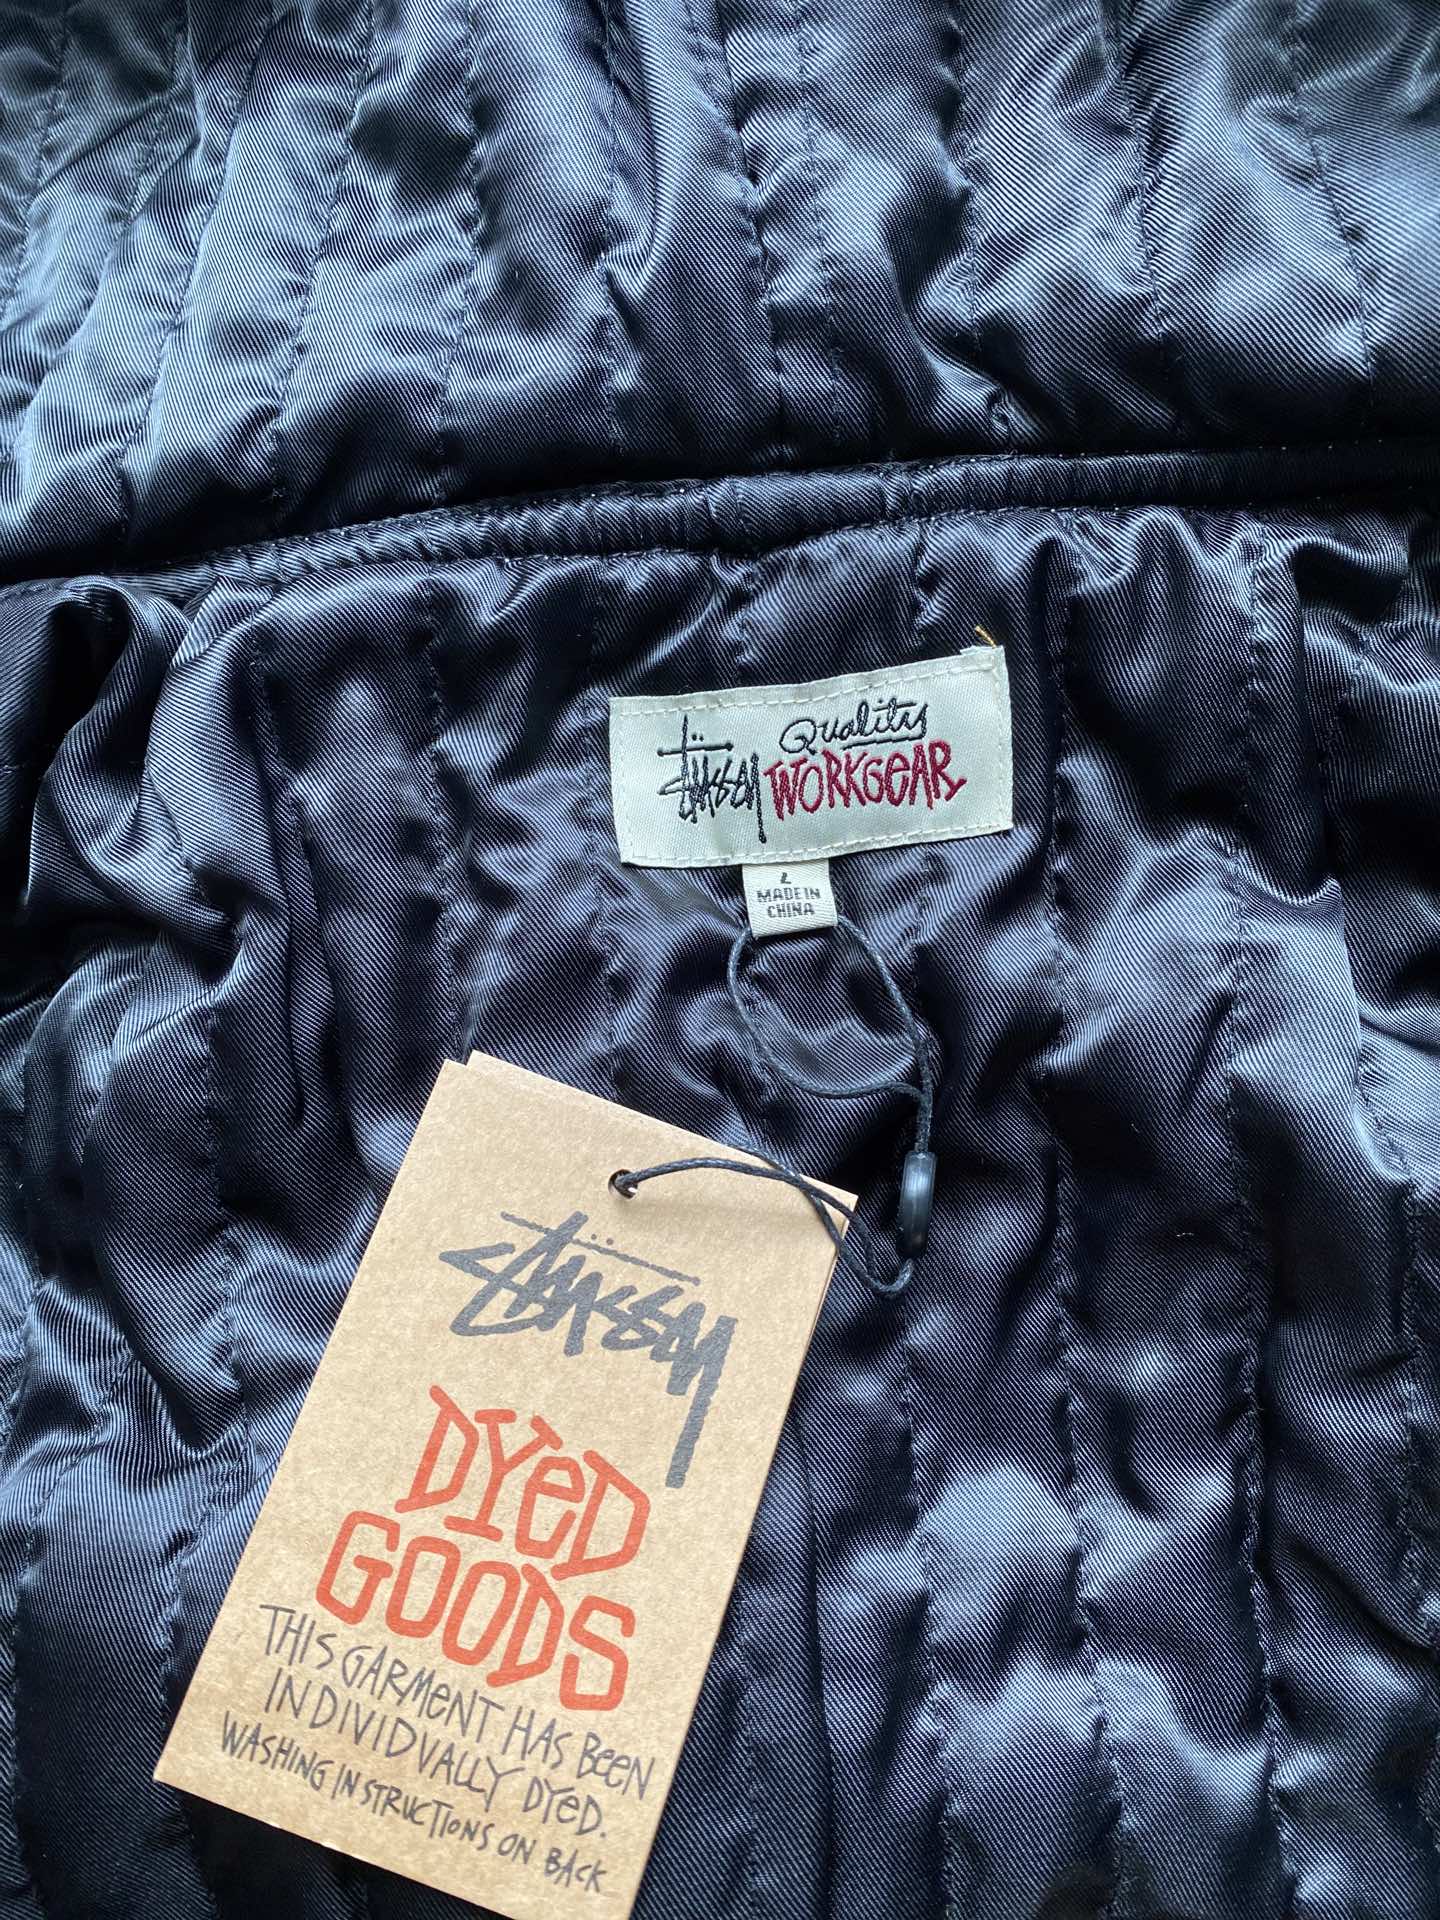 Stüssy Quality
WORKGEAR
L
MADE IN
CHINA
Stüssy
DYED
GOODS
THIS GARMENT HAS BEEN
INDIVIDUALLY DYED.
WASHING INSTRUCTIONS ON BACK